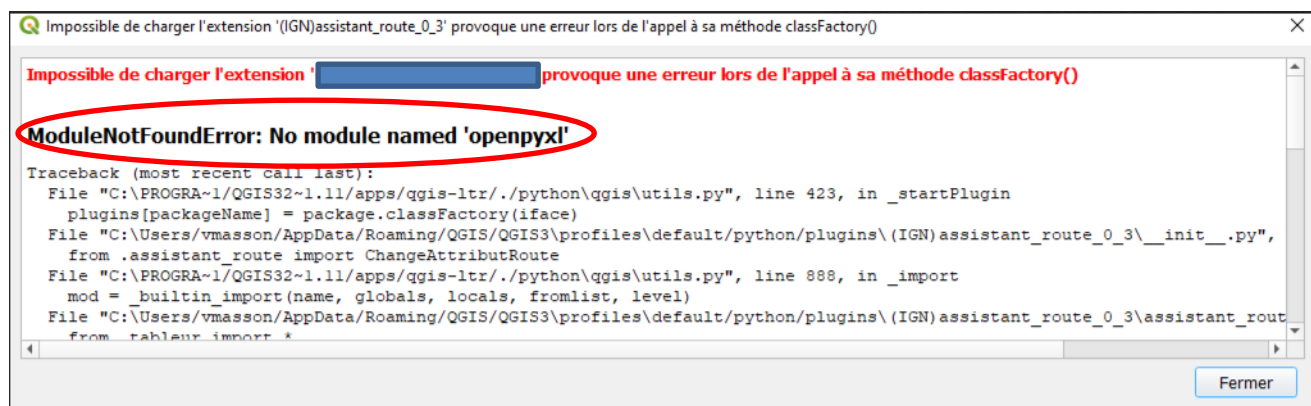 Impossible de charger l'extension '(IGN)assistant_route_0_3' provoque une erreur lors de l'appel à sa méthode classFactory()
Impossible de charger l'extension ' provoque une erreur lors de l'appel à sa méthode classFactory()
ModuleNotFoundError: No module named 'openpyxl'
Traceback (most recent call last):
File "C:\PROGRA~1/QGIS32~1.11/apps/qgis-ltr/./python\qgis\utils.py", line 423, in _startPlugin
plugins[packageName] = package.classFactory(iface)
File "C:\Users/vmasson/AppData/Roaming/QGIS/QGIS3\profiles\default/python/plugins\(IGN)assistant_route_0_3\__init__.py",
from .assistant_route import ChangeAttributRoute
File "C:\PROGRA~1/QGIS32~1.11/apps/qgis-ltr/./python\qgis\utils.py", line 888, in _import
mod = _builtin_import(name, globals, locals, fromlist, level)
File "C:\Users/vmasson/AppData/Roaming/QGIS/QGIS3\profiles\default/python/plugins\(IGN)assistant_route_0_3\assistant_rout
from .tableur import *
Fermer